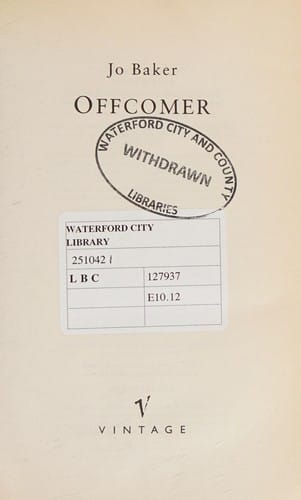 Jo Baker
OFFCOMER
WATERFORD CITY AND COUNTY
WITHDRAWN
LIBRARIES
WATERFORD CITY
LIBRARY
251042 l
L B C 127937
E10.12
V
VINTAGE